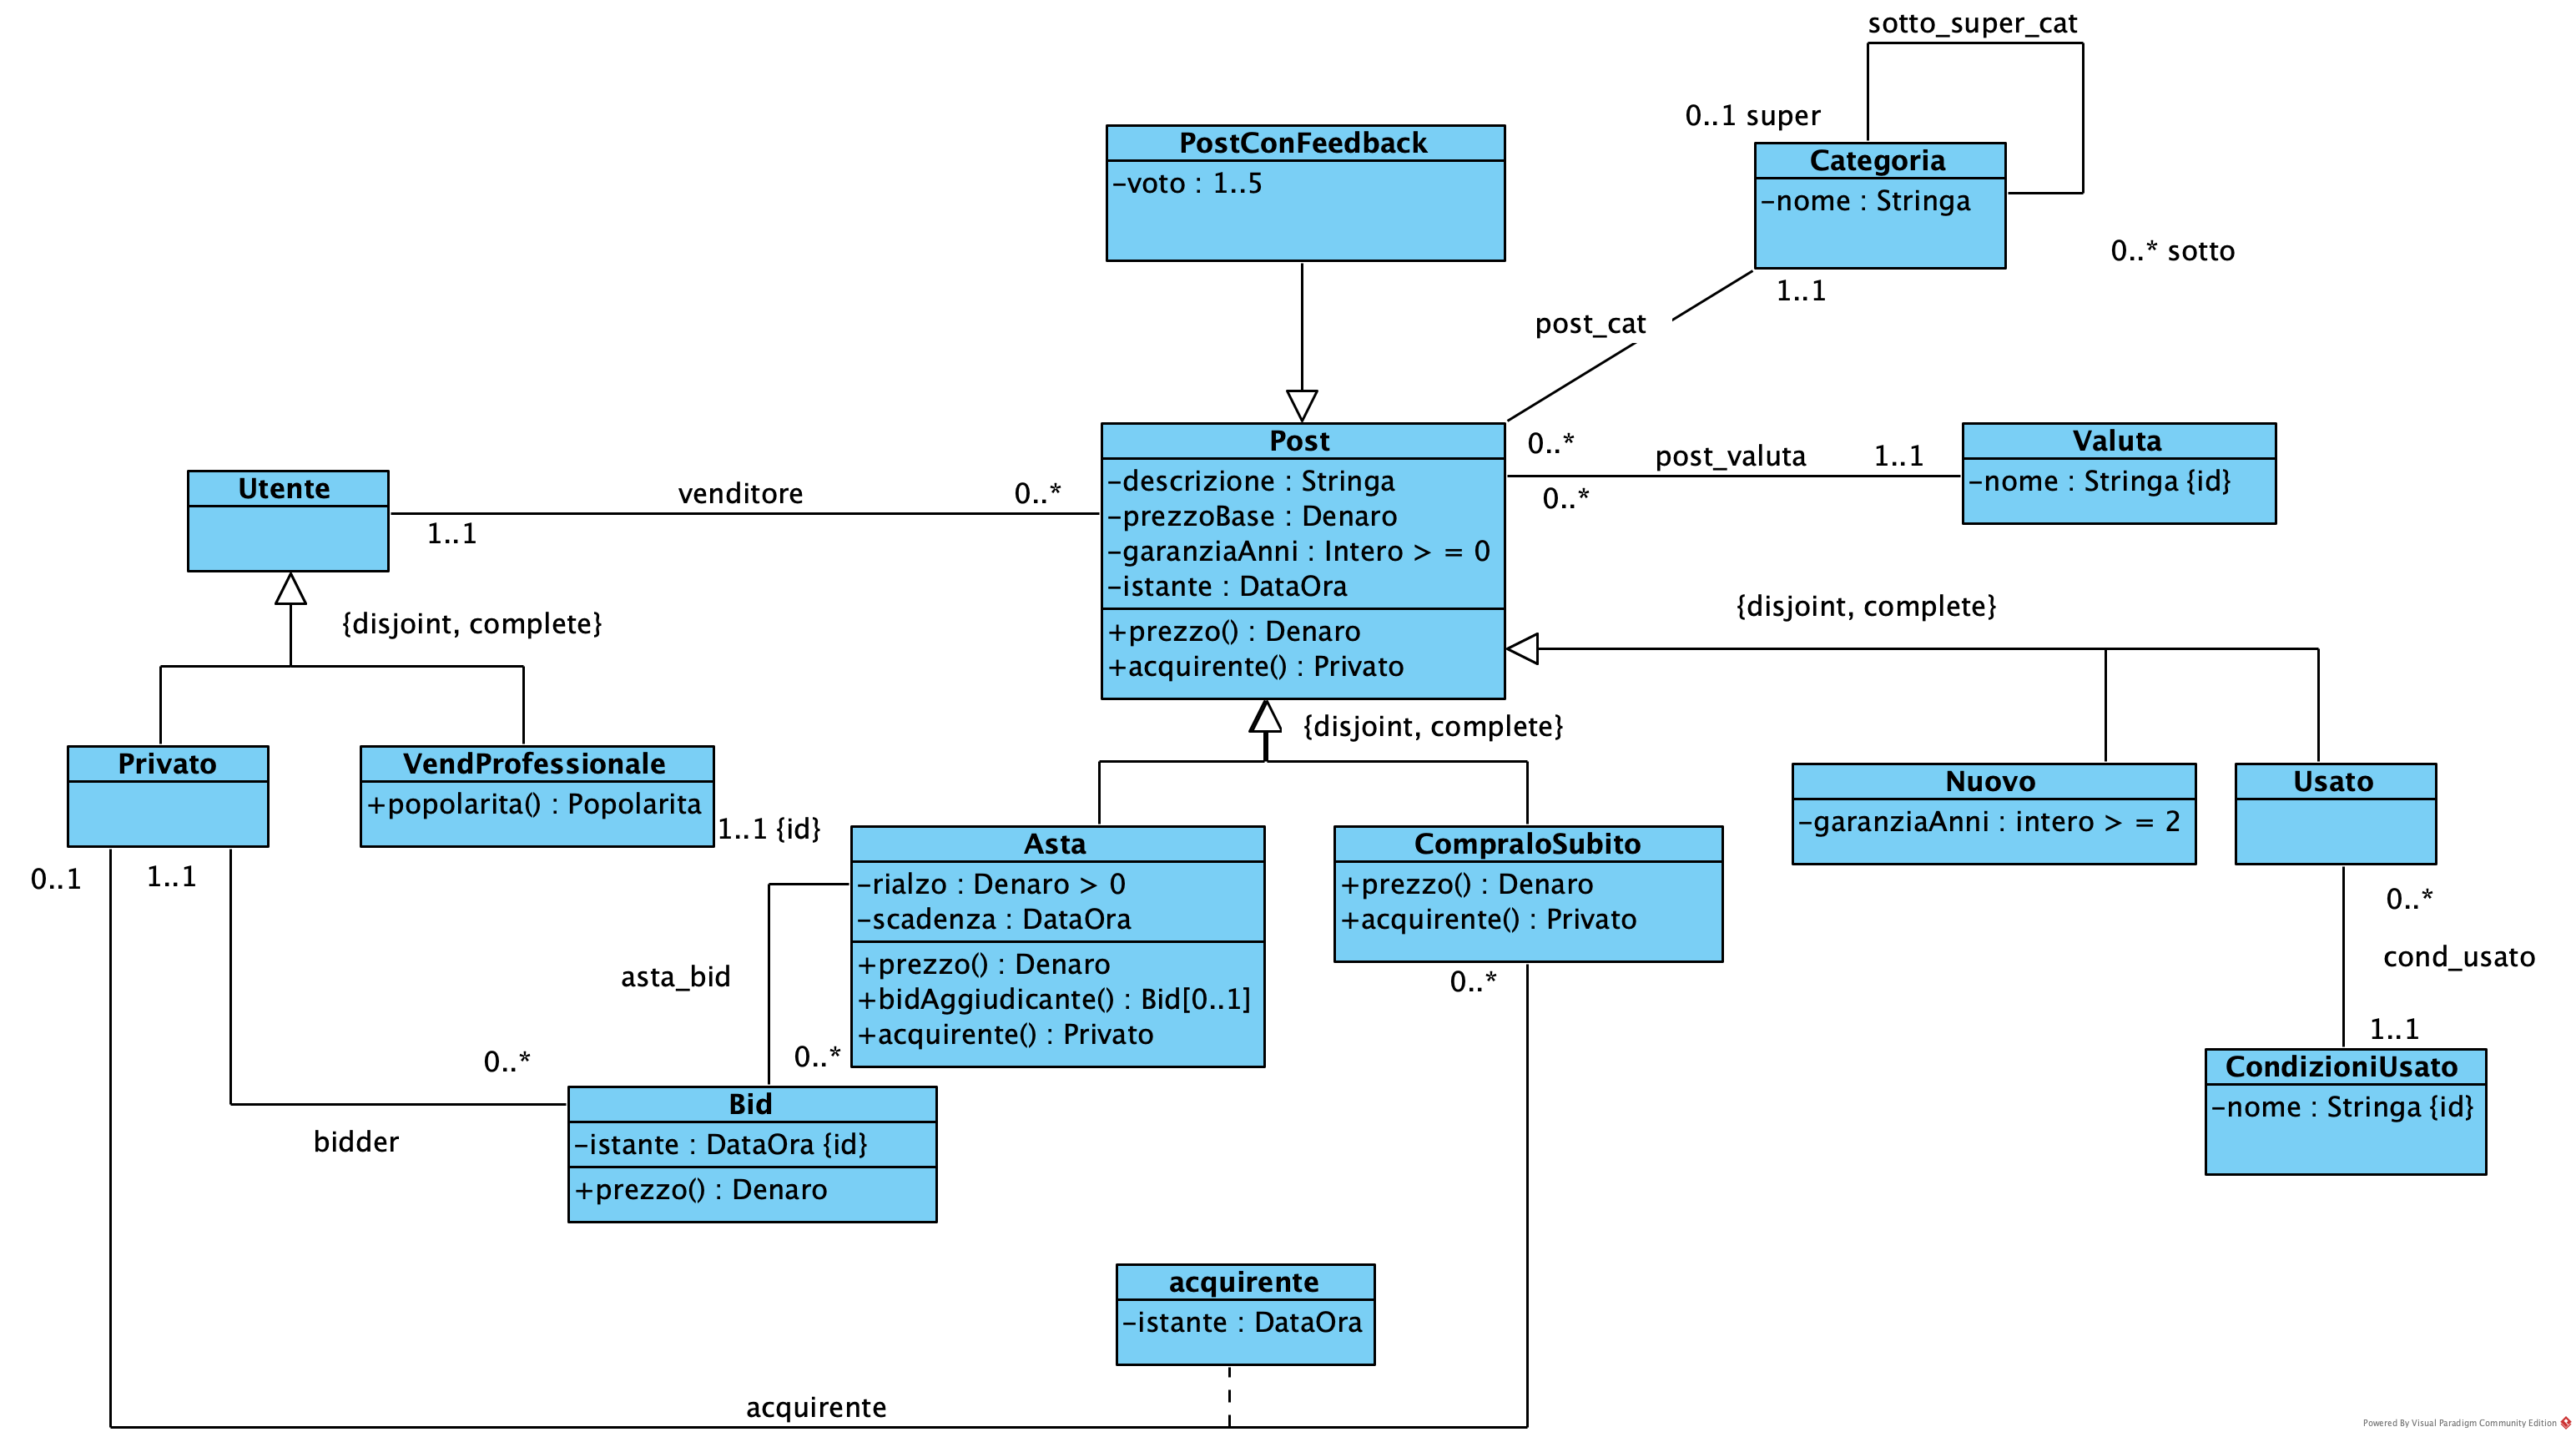 sotto_super_cat
0..1 super
PostConFeedback
-voto : 1..5
Categoria
-nome : Stringa
0..* sotto
1..1
post_cat
Post
-descrizione : Stringa
-prezzoBase : Denaro
-garanziaAnni : Intero > = 0
-istante : DataOra
+prezzo() : Denaro
+acquirente() : Privato
0..*
post_valuta
1..1
0..*
Valuta
-nome : Stringa {id}
Utente
venditore
0..*
1..1
{disjoint, complete}
{disjoint, complete}
{disjoint, complete}
Privato
VendProfessionale
+popolarita() : Popolarita
1..1 {id}
Asta
-rialzo : Denaro > 0
-scadenza : DataOra
+prezzo() : Denaro
+bidAggiudicante() : Bid[0..1]
+acquirente() : Privato
CompraloSubito
+prezzo() : Denaro
+acquirente() : Privato
Nuovo
-garanziaAnni : intero > = 2
Usato
0..1
1..1
0..*
cond_usato
asta_bid
0..*
1..1
0..*
0..*
CondizioniUsato
-nome : Stringa {id}
Bid
-istante : DataOra {id}
+prezzo() : Denaro
bidder
acquirente
-istante : DataOra
acquirente
Powered By Visual Paradigm Community Edition